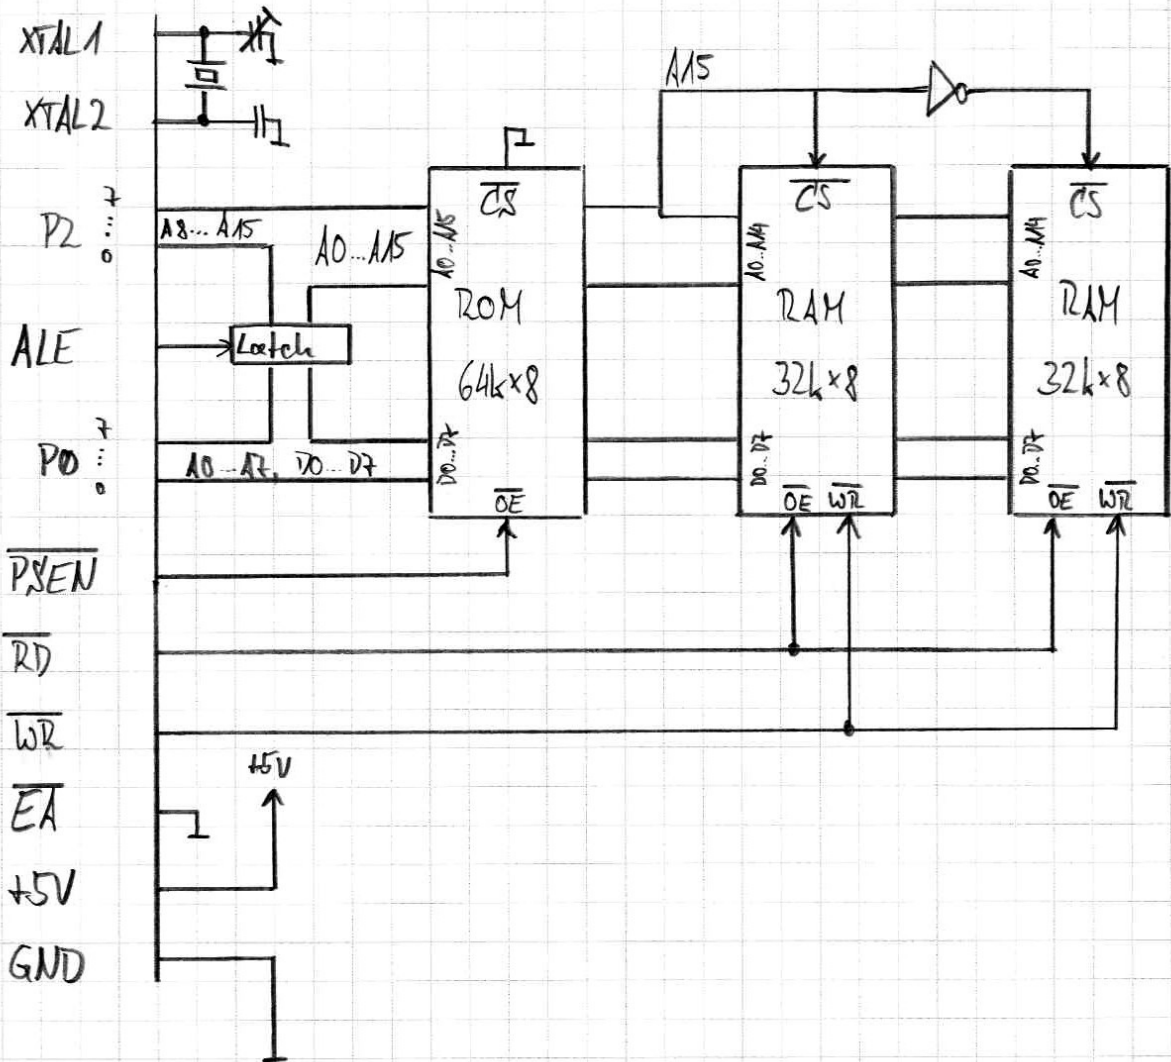 XTAL1
XTAL2
P2 7 ... 0
A8...A15
A0...A15
ALE
Latch
P0 7 ... 0
A0...A7, D0...D7
PSEN
RD
WR
EA
+5V
+5V
GND
CS
A0...A15
ROM
64k×8
D0...D7
OE
A15
CS
A0...A14
RAM
32k×8
D0...D7
OE WR
CS
A0...A14
RAM
32k×8
D0...D7
OE WR